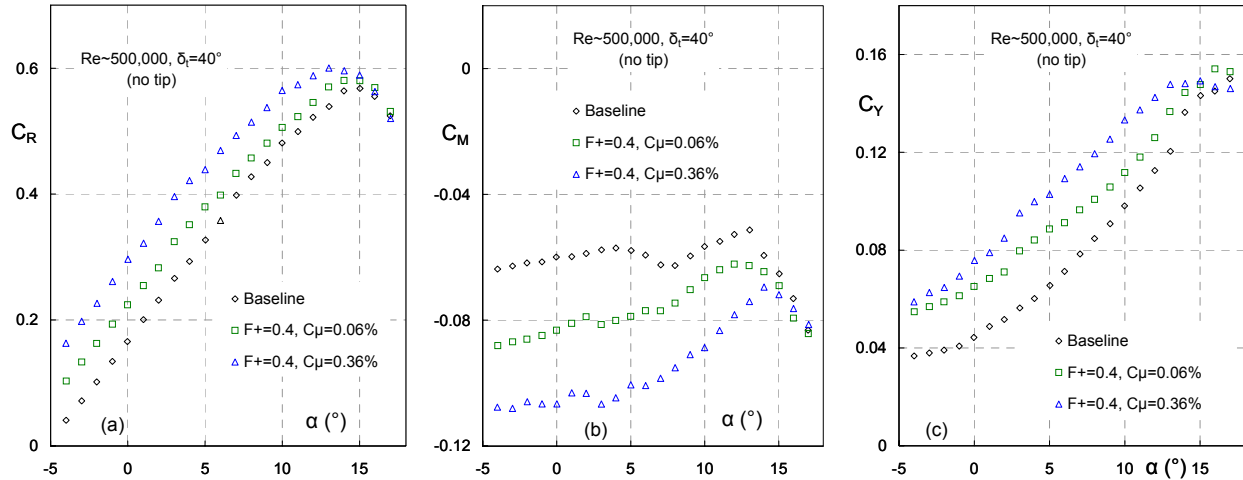 Re~500,000, δt=40°
(no tip)
0.6
CR
0.4
0.2
0
Baseline
F+=0.4, Cµ=0.06%
F+=0.4, Cµ=0.36%
(a)
α (°)
-5
0
5
10
15
Re~500,000, δt=40°
(no tip)
0
CM
-0.04
-0.08
-0.12
Baseline
F+=0.4, Cµ=0.06%
F+=0.4, Cµ=0.36%
(b)
α (°)
-5
0
5
10
15
Re~500,000, δt=40°
(no tip)
0.16
CY
0.12
0.08
0.04
0
Baseline
F+=0.4, Cµ=0.06%
F+=0.4, Cµ=0.36%
(c)
-5
0
5
10
15
α (°)